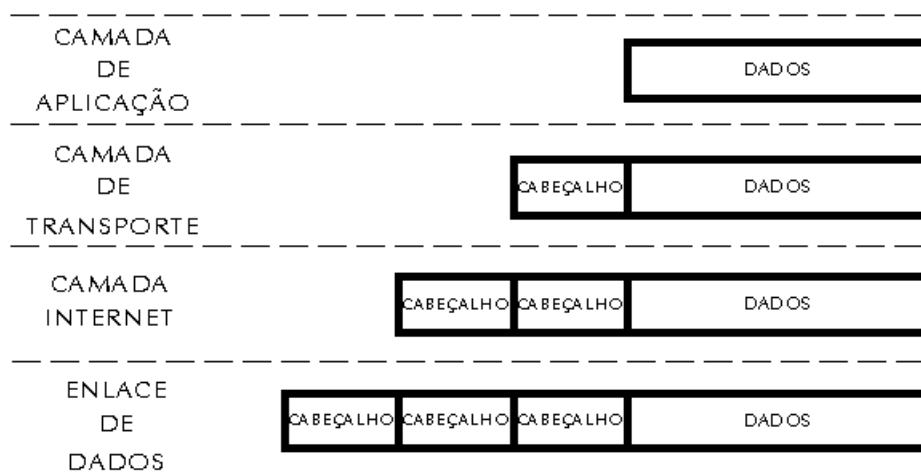 CAMADA
DE
APLICAÇÃO
DADOS
CAMADA
DE
TRANSPORTE
CABEÇALHO DADOS
CAMADA
INTERNET
CABEÇALHO CABEÇALHO DADOS
ENLACE
DE
DADOS
CABEÇALHO CABEÇALHO CABEÇALHO DADOS